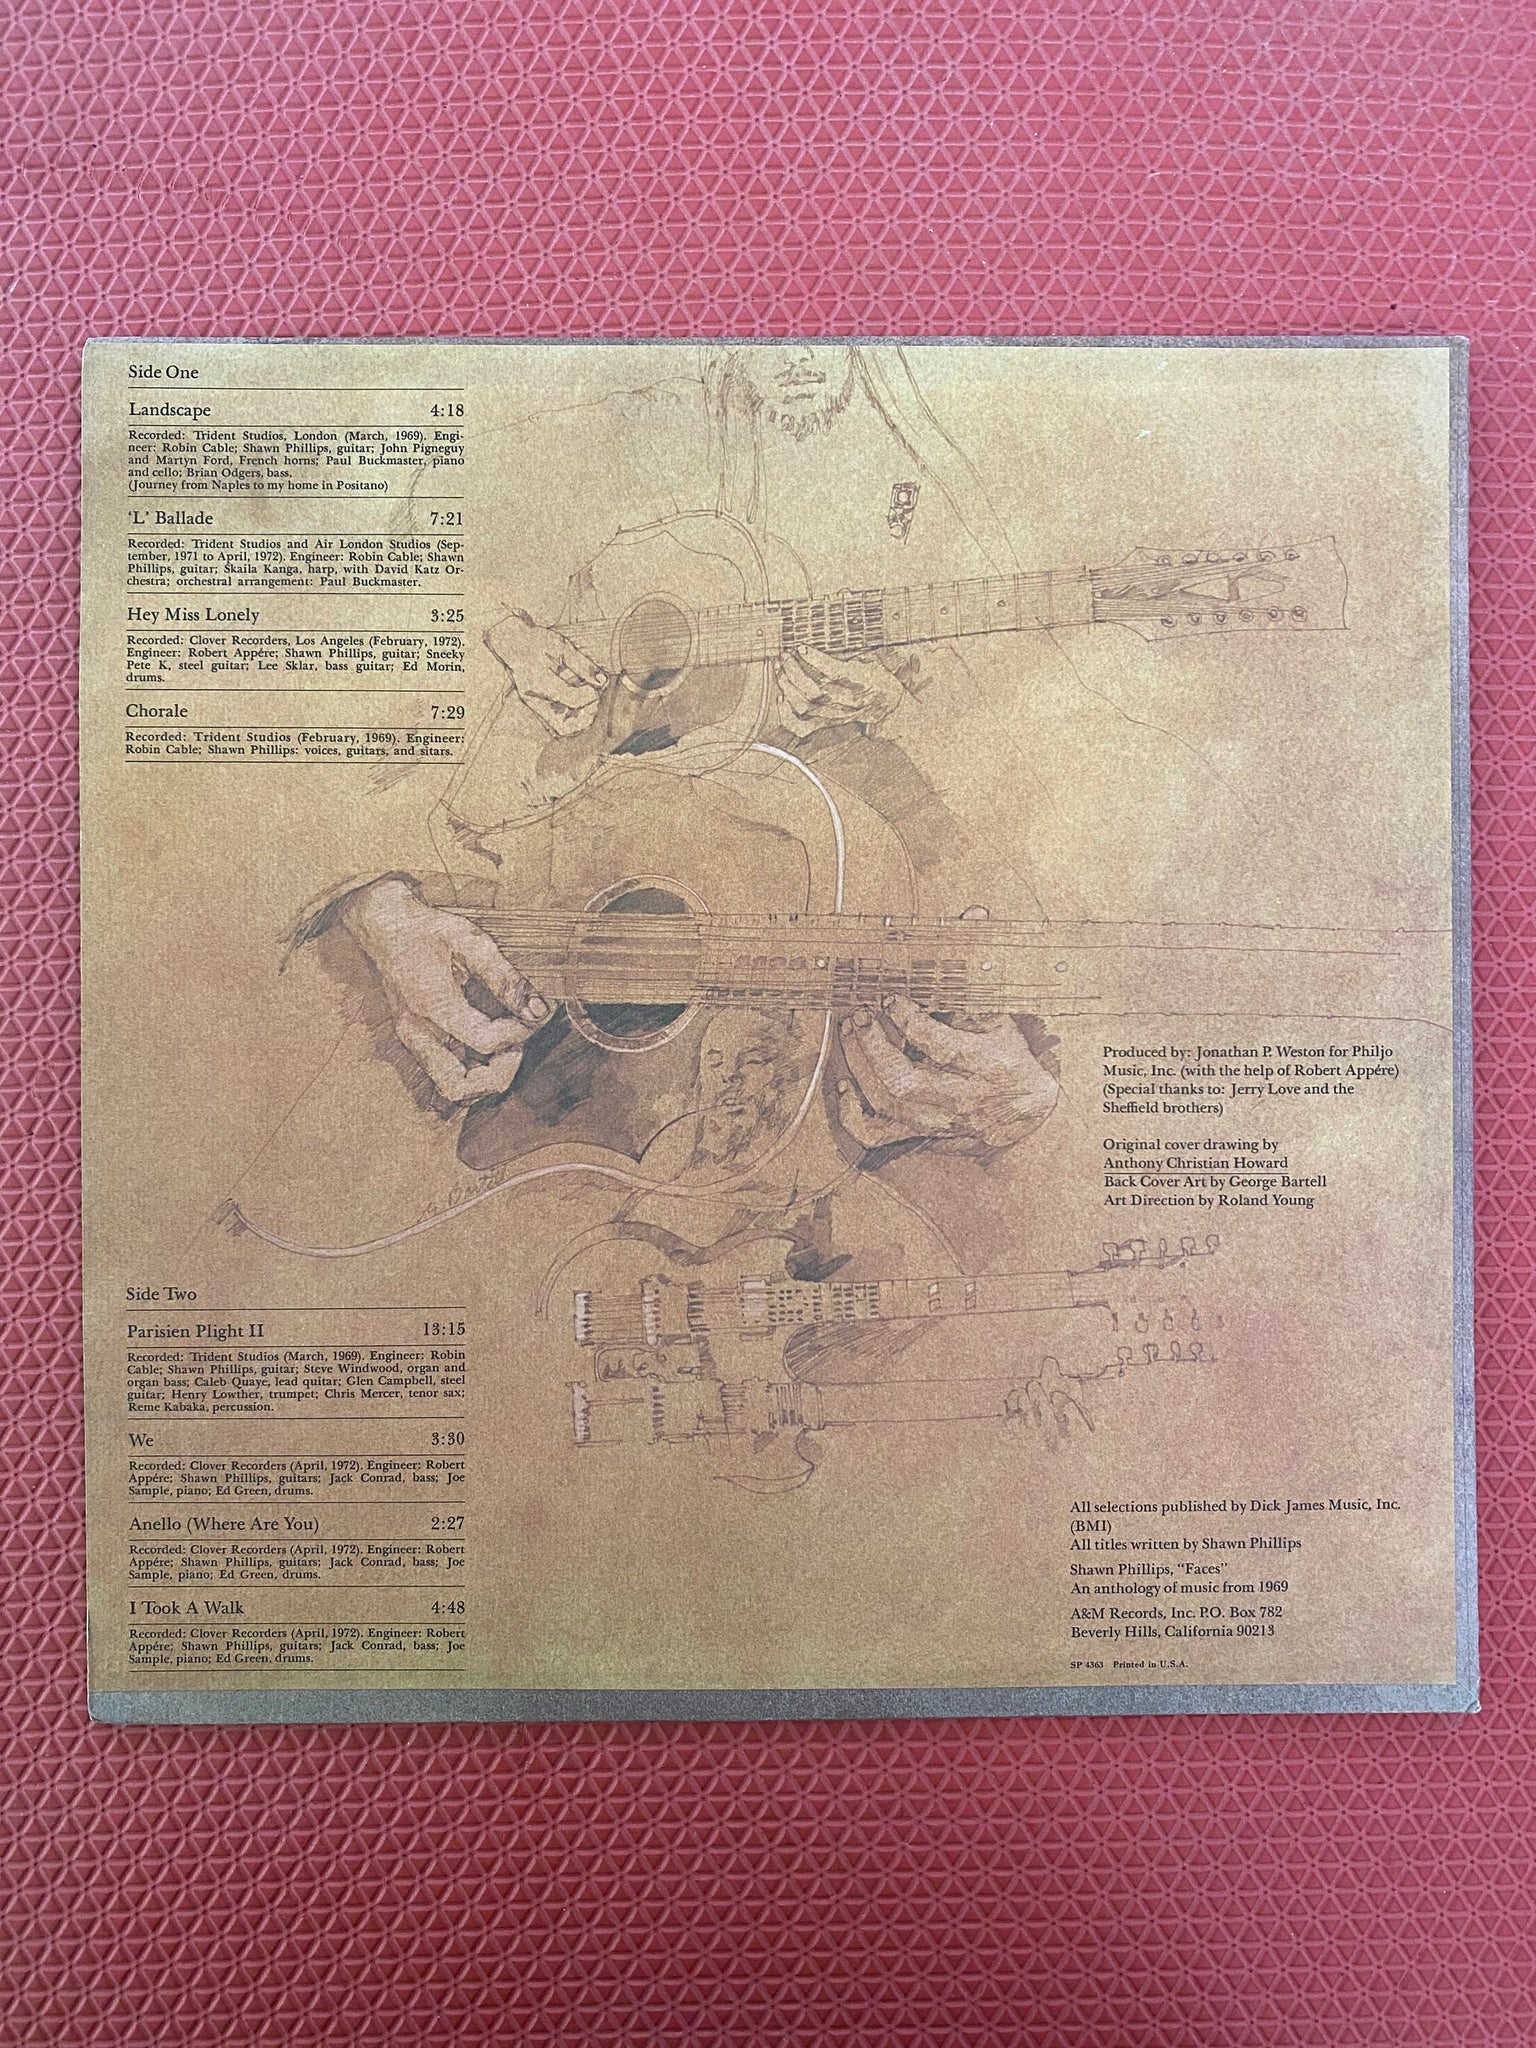 Side One
Landscape 4:18
Recorded: Trident Studios, London (March, 1969). Engi-
neer: Robin Cable; Shawn Phillips, guitar; John Pigneguy
and Martyn Ford, French horns; Paul Buckmaster, piano
and cello; Brian Odgers, bass.
(Journey from Naples to my home in Positano)
‘L’ Ballade 7:21
Recorded: Trident Studios and Air London Studios (Sep-
tember, 1971 to April, 1972). Engineer: Robin Cable; Shawn
Phillips, guitar; Skaila Kanga, harp, with David Katz Or-
chestra; orchestral arrangement: Paul Buckmaster.
Hey Miss Lonely 3:25
Recorded: Clover Recorders, Los Angeles (February, 1972).
Engineer: Robert Appére; Shawn Phillips, guitar; Sneeky
Pete K, steel guitar; Lee Sklar, bass guitar; Ed Morin,
drums.
Chorale 7:29
Recorded: Trident Studios (February, 1969). Engineer:
Robin Cable; Shawn Phillips: voices, guitars, and sitars.
Produced by: Jonathan P. Weston for Philjo
Music, Inc. (with the help of Robert Appére)
(Special thanks to: Jerry Love and the
Sheffield brothers)
Original cover drawing by
Anthony Christian Howard
Back Cover Art by George Bartell
Art Direction by Roland Young
Bartell
Side Two
Parisien Plight II 13:15
Recorded: Trident Studios (March, 1969). Engineer: Robin
Cable; Shawn Phillips, guitar; Steve Windwood, organ and
organ bass; Caleb Quaye, lead quitar; Glen Campbell, steel
guitar; Henry Lowther, trumpet; Chris Mercer, tenor sax;
Reme Kabaka, percussion.
We 3:30
Recorded: Clover Recorders (April, 1972). Engineer: Robert
Appére; Shawn Phillips, guitars; Jack Conrad, bass; Joe
Sample, piano; Ed Green, drums.
Anello (Where Are You) 2:27
Recorded: Clover Recorders (April, 1972). Engineer: Robert
Appére; Shawn Phillips, guitars; Jack Conrad, bass; Joe
Sample, piano; Ed Green, drums.
I Took A Walk 4:48
Recorded: Clover Recorders (April, 1972). Engineer: Robert
Appére; Shawn Phillips, guitars; Jack Conrad, bass; Joe
Sample, piano; Ed Green, drums.
All selections published by Dick James Music, Inc.
(BMI)
All titles written by Shawn Phillips
Shawn Phillips, “Faces”
An anthology of music from 1969
A&M Records, Inc. P.O. Box 782
Beverly Hills, California 90213
SP 4363 Printed in U.S.A.